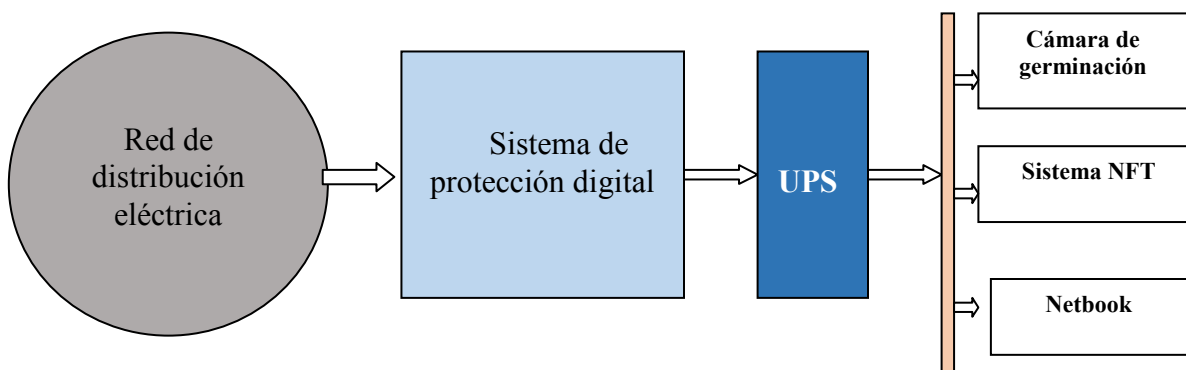 Red de
distribución
eléctrica
Sistema de
protección digital
UPS
Cámara de
germinación
Sistema NFT
Netbook